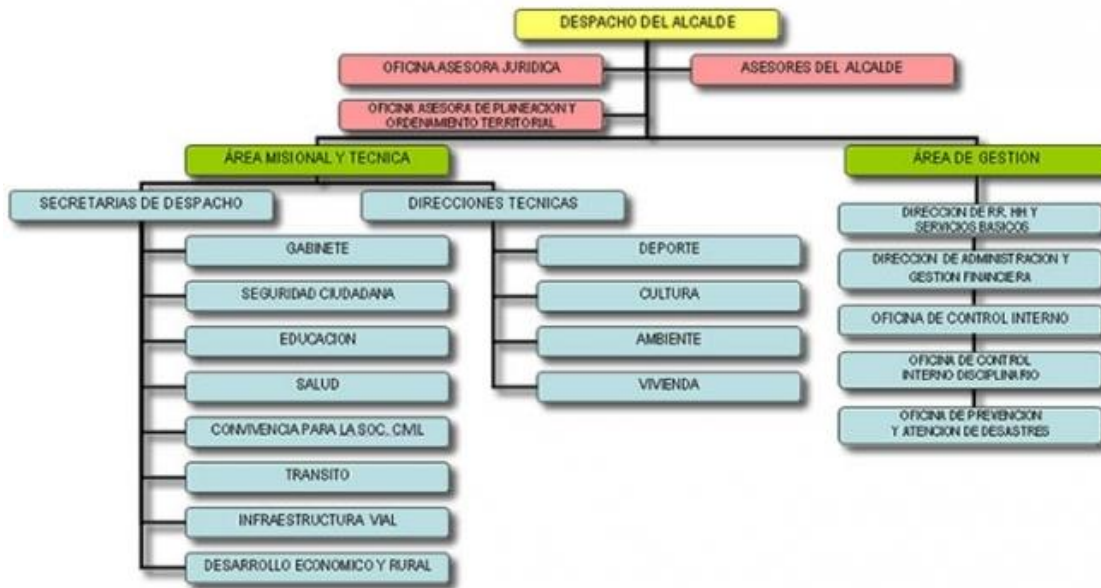 DESPACHO DEL ALCALDE
OFICINA ASESORA JURIDICA
ASESORES DEL ALCALDE
OFICINA ASESORA DE PLANEACION Y
ORDENAMIENTO TERRITORIAL
ÁREA MISIONAL Y TECNICA
ÁREA DE GESTION
SECRETARIAS DE DESPACHO
DIRECCIONES TECNICAS
GABINETE
SEGURIDAD CIUDADANA
EDUCACION
SALUD
CONVIVENCIA PARA LA SOC. CIVIL
TRANSITO
INFRAESTRUCTURA VIAL
DESARROLLO ECONOMICO Y RURAL
DEPORTE
CULTURA
AMBIENTE
VIVIENDA
DIRECCION DE RR. HH Y
SERVICIOS BASICOS
DIRECCION DE ADMINISTRACION Y
GESTION FINANCIERA
OFICINA DE CONTROL INTERNO
OFICINA DE CONTROL
INTERNO DISCIPLINARIO
OFICINA DE PREVENCION
Y ATENCION DE DESASTRES